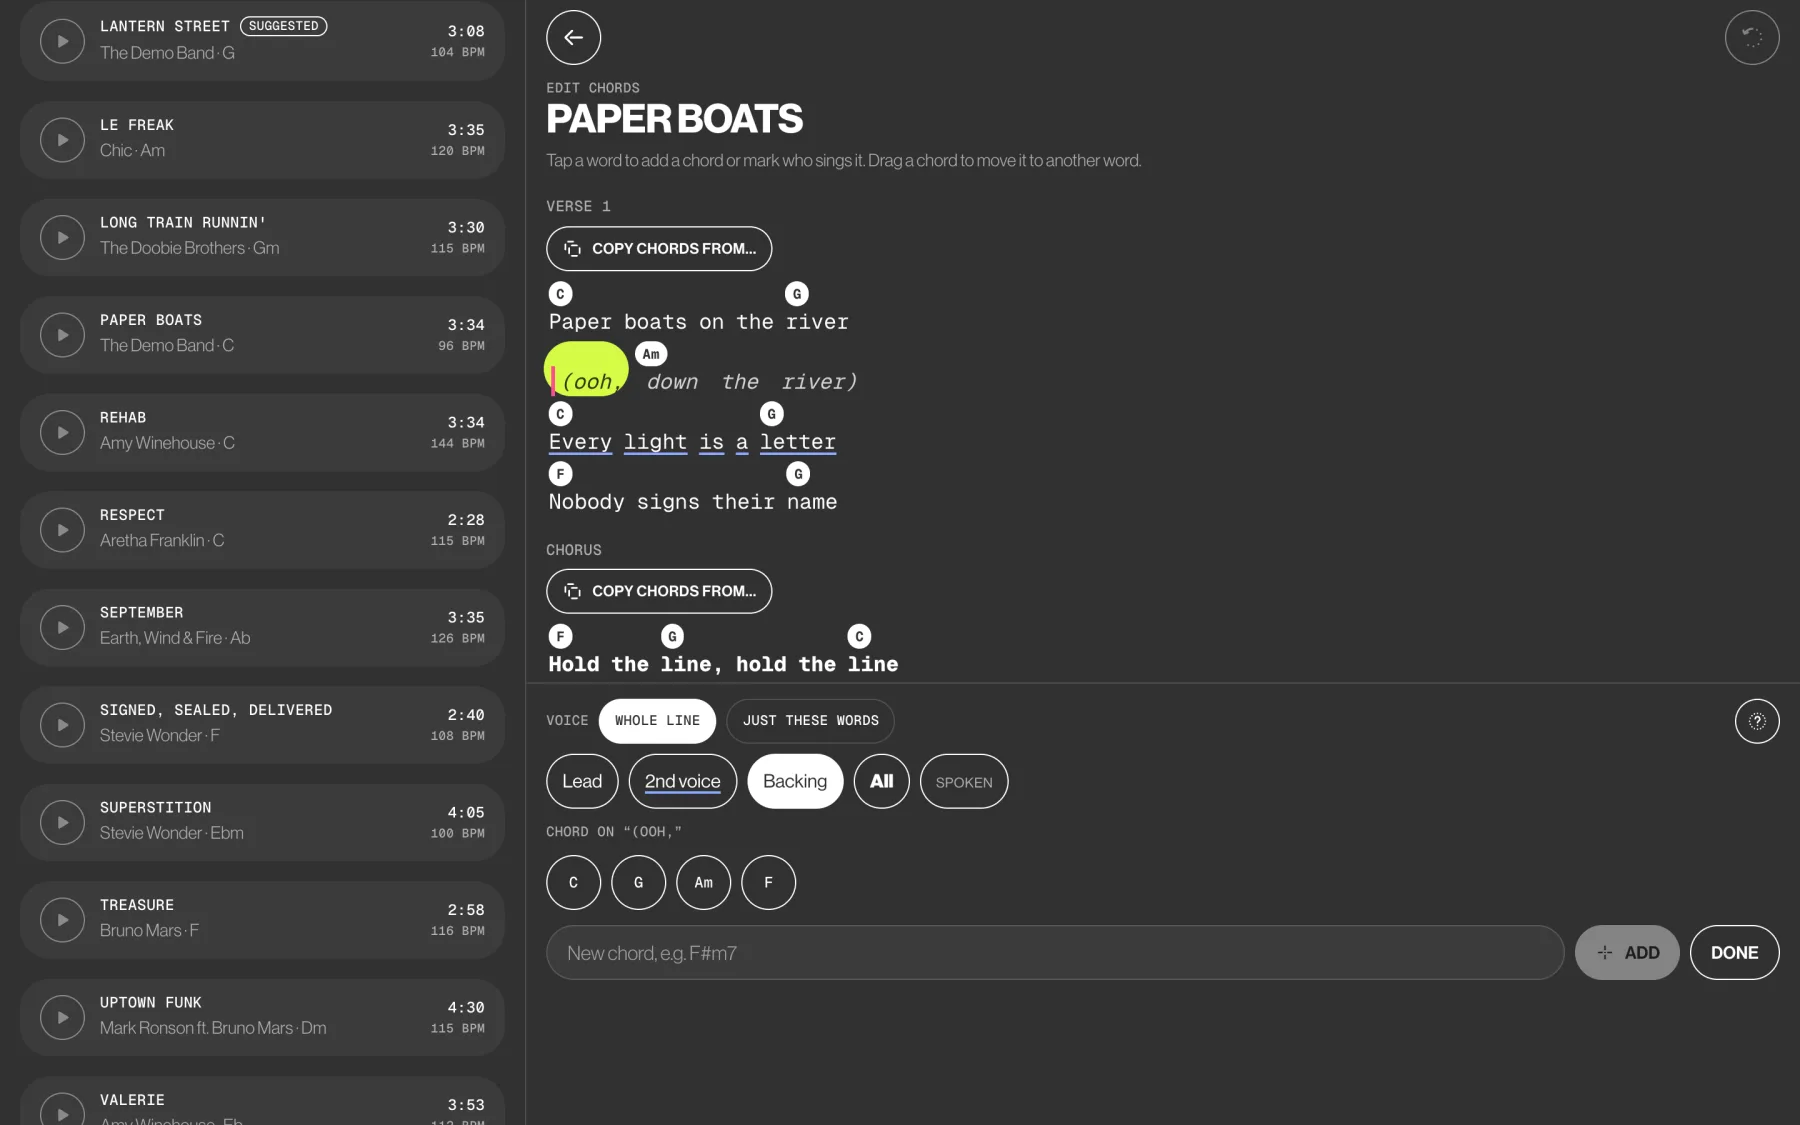 LANTERN STREET SUGGESTED
3:08
The Demo Band · G
104 BPM
LE FREAK
3:35
Chic · Am
120 BPM
LONG TRAIN RUNNIN'
3:30
The Doobie Brothers · Gm
115 BPM
PAPER BOATS
3:34
The Demo Band · C
96 BPM
REHAB
3:34
Amy Winehouse · C
144 BPM
RESPECT
2:28
Aretha Franklin · C
115 BPM
SEPTEMBER
3:35
Earth, Wind & Fire · Ab
126 BPM
SIGNED, SEALED, DELIVERED
2:40
Stevie Wonder · F
108 BPM
SUPERSTITION
4:05
Stevie Wonder · Ebm
100 BPM
TREASURE
2:58
Bruno Mars · F
116 BPM
UPTOWN FUNK
4:30
Mark Ronson ft. Bruno Mars · Dm
115 BPM
VALERIE
3:53
Amy Winehouse · Eb
EDIT CHORDS
PAPER BOATS
Tap a word to add a chord or mark who sings it. Drag a chord to move it to another word.
VERSE 1
COPY CHORDS FROM...
C G
Paper boats on the river
Am
(ooh, down the river)
C G
Every light is a letter
F G
Nobody signs their name
CHORUS
COPY CHORDS FROM...
F G C
Hold the line, hold the line
VOICE WHOLE LINE JUST THESE WORDS
?
Lead 2nd voice Backing All SPOKEN
CHORD ON “(OOH,”
C G Am F
New chord, e.g. F#m7
ADD DONE